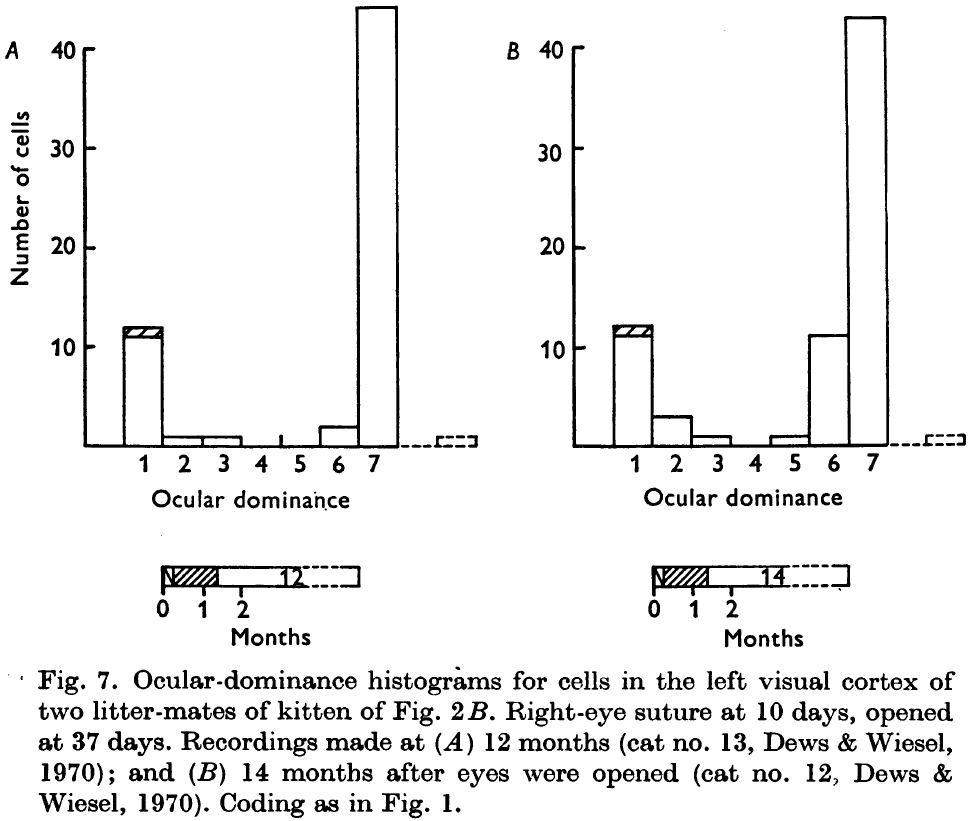 A
B
40
40
30
30
20
20
10
10
Number of cells
1 2 3 4 5 6 7
1 2 3 4 5 6 7
Ocular dominance
Ocular dominance
N
12
N
14
0 1 2
0 1 2
Months
Months
Fig. 7. Ocular-dominance histograms for cells in the left visual cortex of
two litter-mates of kitten of Fig. 2B. Right-eye suture at 10 days, opened
at 37 days. Recordings made at (A) 12 months (cat no. 13, Dews & Wiesel,
1970); and (B) 14 months after eyes were opened (cat no. 12, Dews &
Wiesel, 1970). Coding as in Fig. 1.